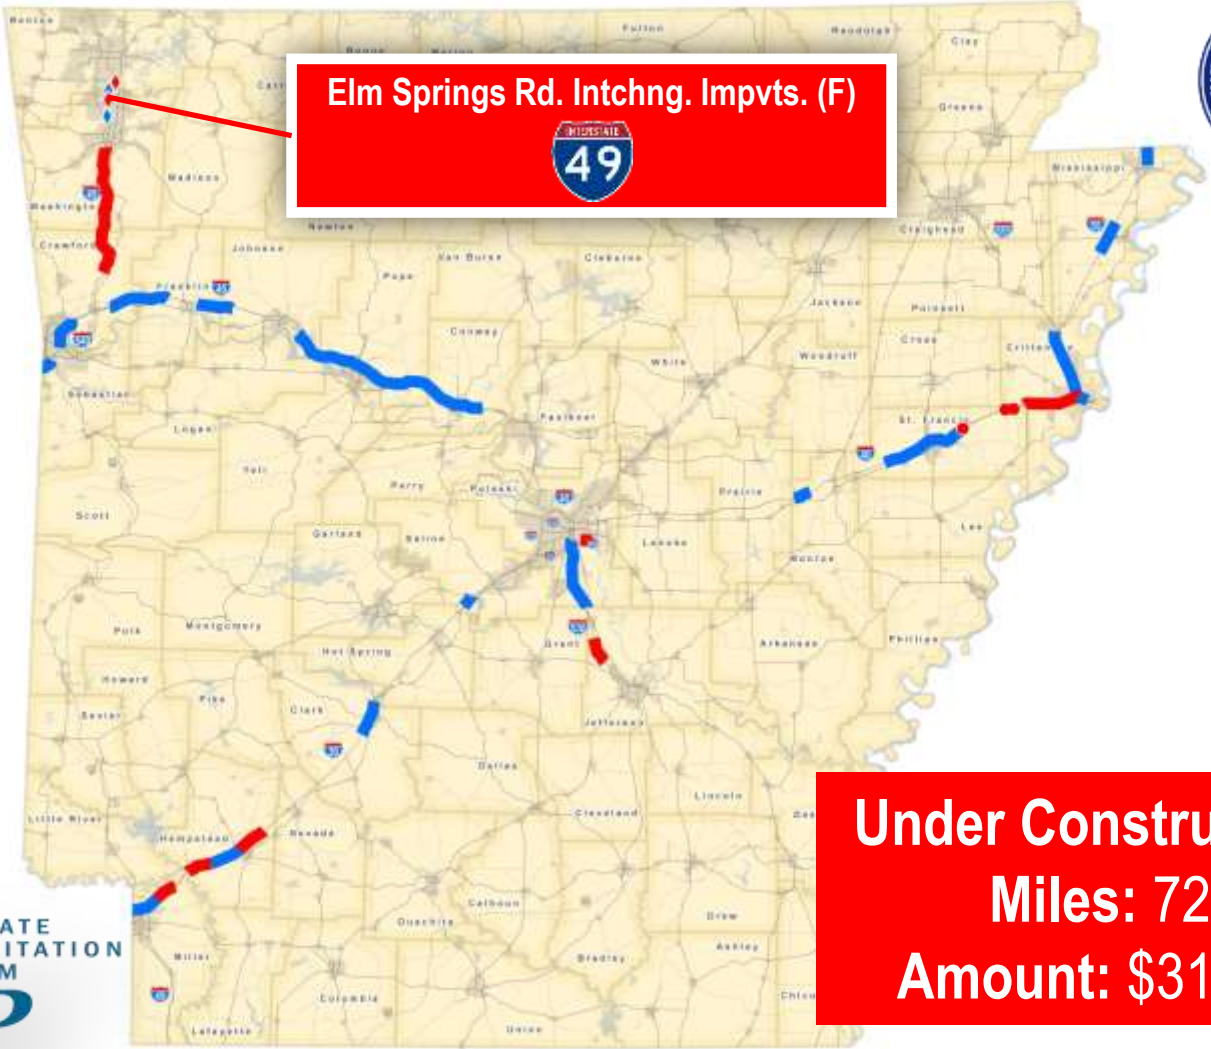 Benton
Fulton
Randolph
Clay
Boone
Marion
Carr
Greene
Elm Springs Rd. Intchng. Impvts. (F)
INTERSTATE
49
Mississippi
Madison
Washington
Newton
Craighead
Crawford
Johnson
Van Buren
Cleburne
Pope
Franklin
Jackson
Poinsett
Conway
Cross
Crittenden
White
Woodruff
Sebastian
Faulkner
St. Francis
Logan
Yell
Perry
Pulaski
Prairie
Scott
Garland
Saline
Lonoke
Lee
Monroe
Polk
Montgomery
Hot Spring
Grant
Arkansas
Phillips
Howard
Pike
Clark
Sevier
Jefferson
Dallas
Lincoln
Cleveland
Des
Little River
Hempstead
Nevada
Under Constru
Miles: 72
Amount: $31
Calhoun
Ouachita
Drew
Ashley
Bradley
Miller
Columbia
Chico
Lafayette
Union
ATE
ITATION
M